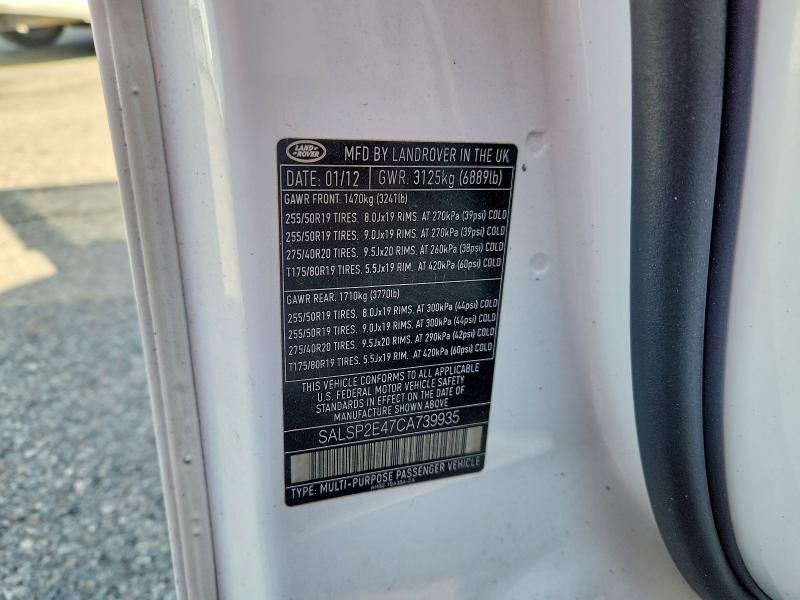 LAND
ROVER
MFD BY LANDROVER IN THE UK
DATE: 01/12 GWR: 3125kg (6889lb)
GAWR FRONT: 1470kg (3241lb)
255/50R19 TIRES. 8.0Jx19 RIMS. AT 270kPa (39psi) COLD
255/50R19 TIRES. 9.0Jx19 RIMS. AT 270kPa (39psi) COLD
275/40R20 TIRES. 9.5Jx20 RIMS. AT 260kPa (38psi) COLD
T175/80R19 TIRES. 5.5Jx19 RIM. AT 420kPa (60psi) COLD
GAWR REAR: 1710kg (3770lb)
255/50R19 TIRES. 8.0Jx19 RIMS. AT 300kPa (44psi) COLD
255/50R19 TIRES. 9.0Jx19 RIMS. AT 300kPa (44psi) COLD
275/40R20 TIRES. 9.5Jx20 RIMS. AT 290kPa (42psi) COLD
T175/80R19 TIRES. 5.5Jx19 RIM. AT 420kPa (60psi) COLD
THIS VEHICLE CONFORMS TO ALL APPLICABLE
U.S. FEDERAL MOTOR VEHICLE SAFETY
STANDARDS IN EFFECT ON THE DATE OF
MANUFACTURE SHOWN ABOVE
SALSP2E47CA739935
TYPE: MULTI-PURPOSE PASSENGER VEHICLE